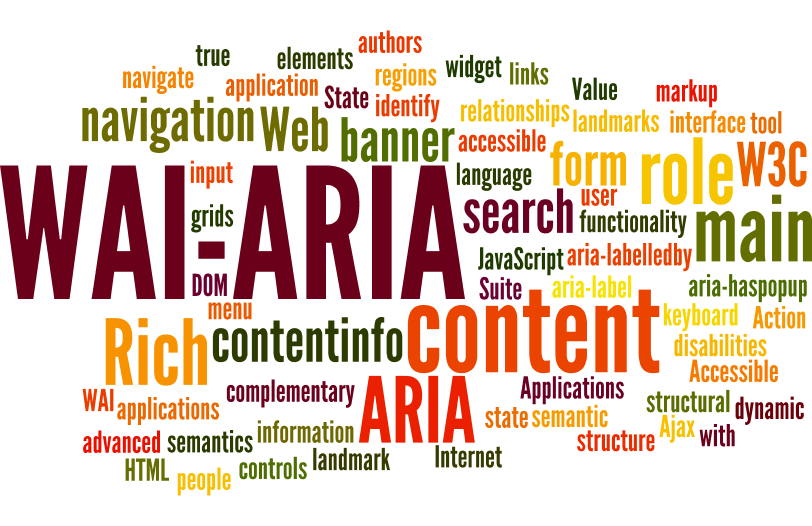 authors
true elements
navigate application regions widget links
State identify Value markup
navigation Web banner relationships landmarks interface tool
accessible
input language form role W3C
WAI-ARIA search user
grids functionality main
JavaScript aria-labelledby
DOM Suite aria-label aria-haspopup
menu content keyboard Action
Rich contentinfo disabilities
Accessible
complementary Applications
WAI applications ARIA state semantic structural dynamic
Ajax
advanced semantics information structure with
HTML people controls landmark Internet